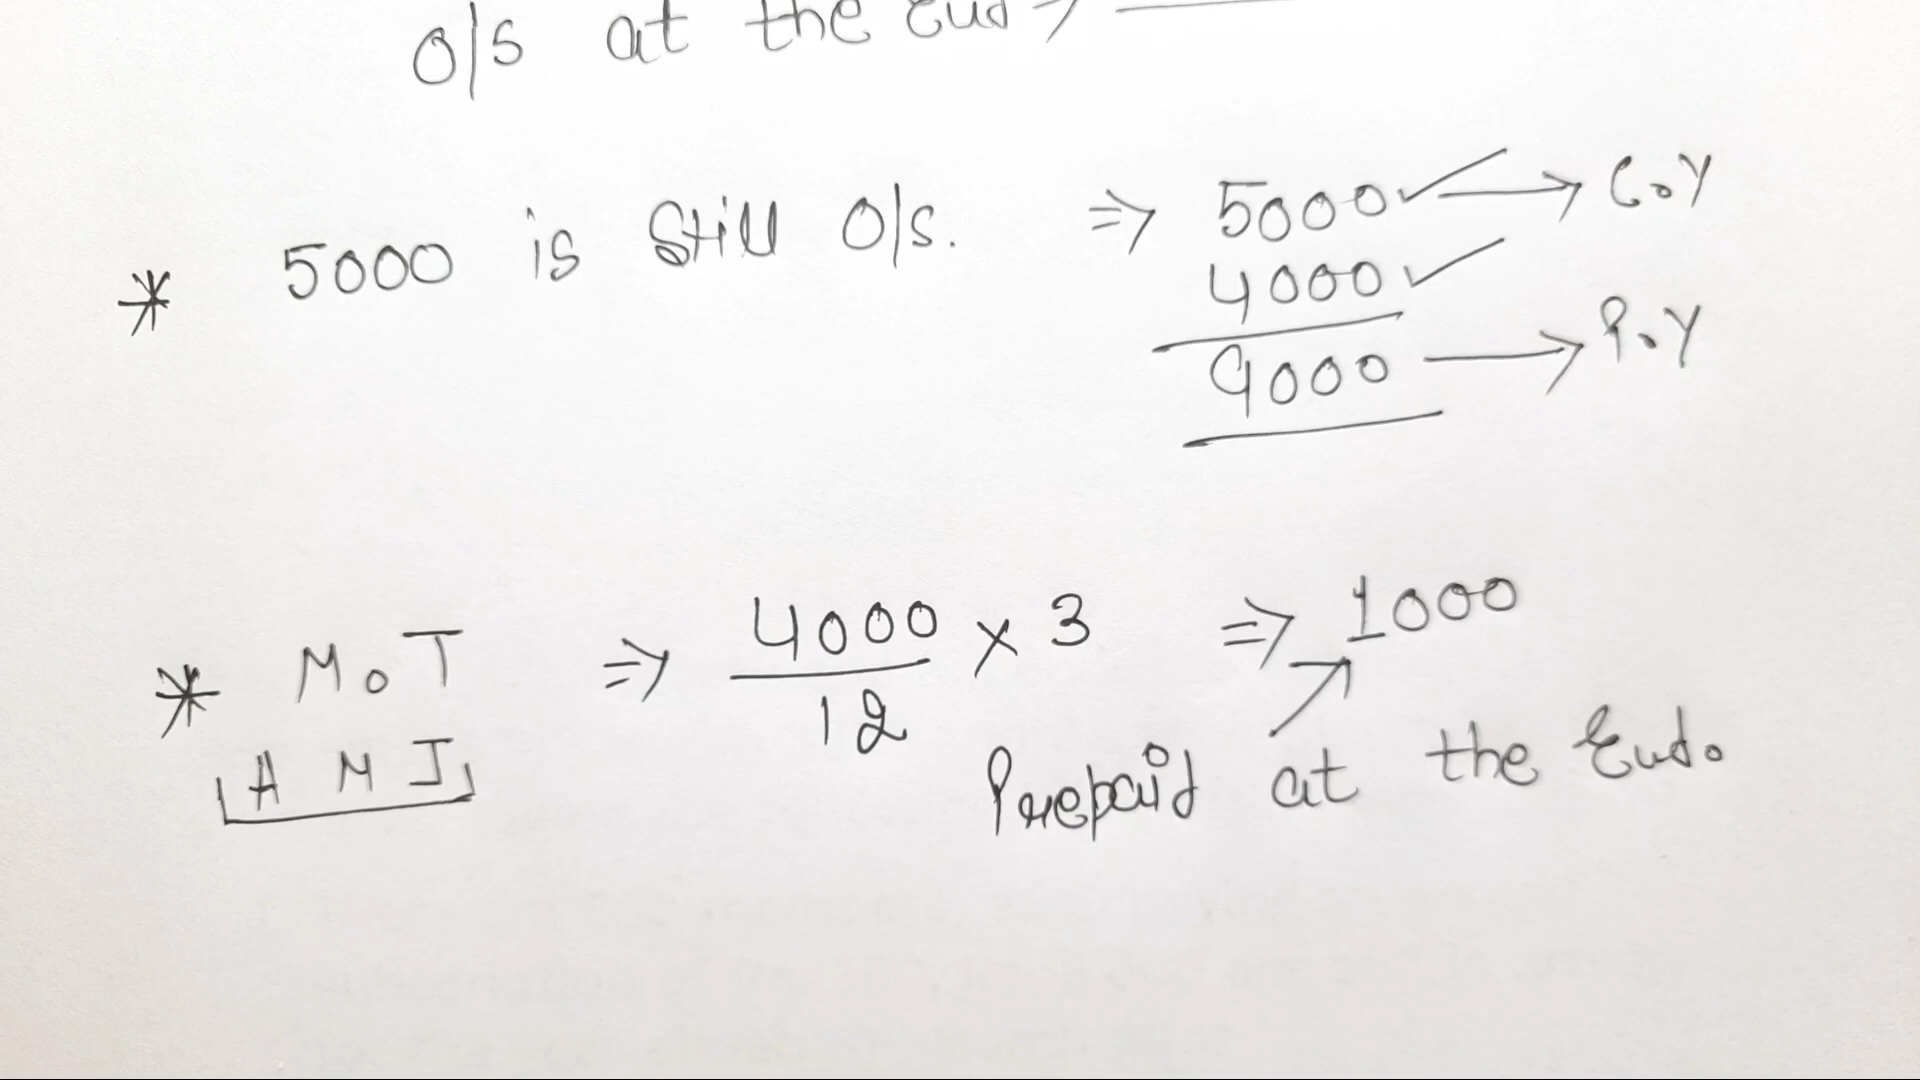 O/S at the End →
* 5000 is Still O/s. ⇒ 5000 ✓ → C.Y
4000 ✓
9000 → P.Y
* M.T ⇒ 4000/12 × 3 ⇒ 1000
A M J
Prepaid at the End.